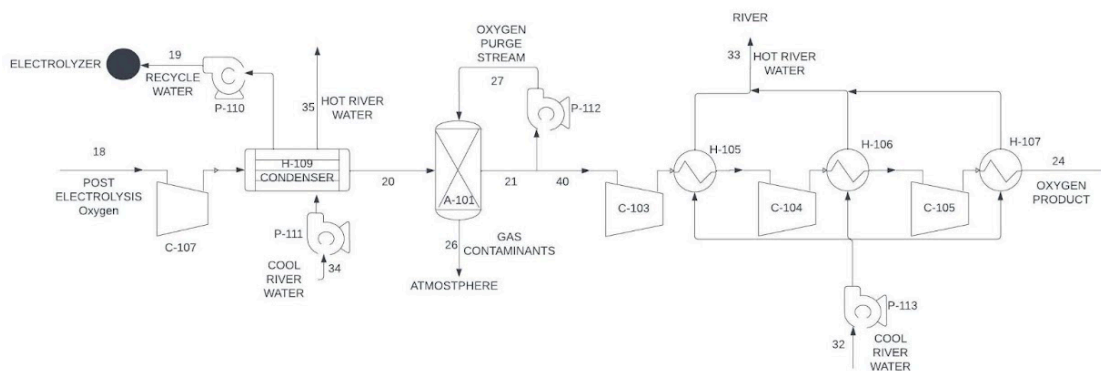 ELECTROLYZER
19
RECYCLE
WATER
P-110
35
HOT RIVER
WATER
18
POST
ELECTROLYSIS
Oxygen
C-107
H-109
CONDENSER
P-111
COOL
RIVER
WATER
34
20
OXYGEN
PURGE
STREAM
27
P-112
A-101
21
40
26
GAS
CONTAMINANTS
ATMOSTPHERE
C-103
H-105
C-104
H-106
C-105
H-107
RIVER
33
HOT RIVER
WATER
24
OXYGEN
PRODUCT
P-113
32
COOL
RIVER
WATER